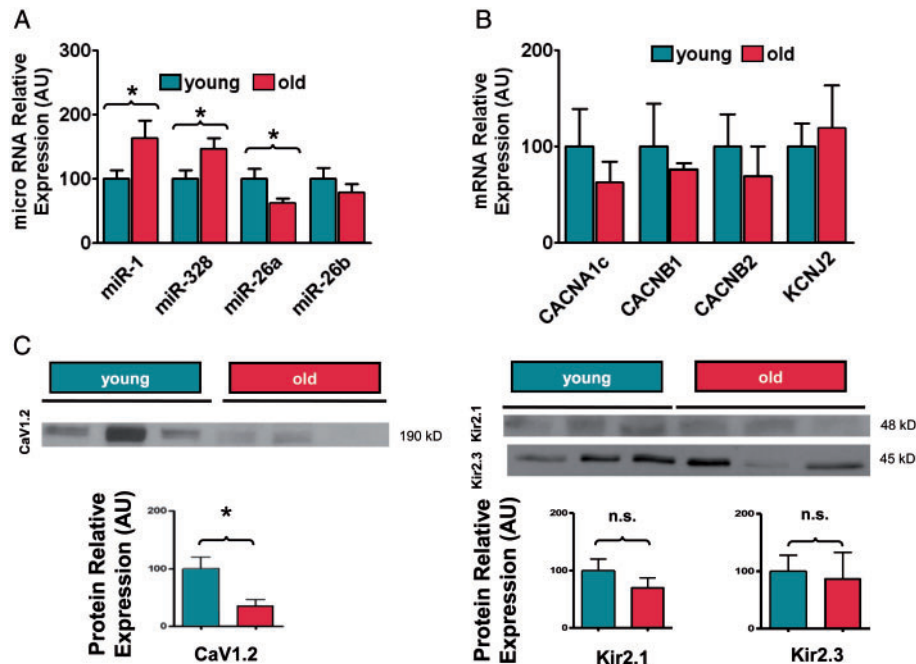 A
micro RNA Relative
Expression (AU)
300
200
150
100
50
0
young old
*
*
*
miR-1
miR-328
miR-26a
miR-26b
B
mRNA Relative
Expression (AU)
200
100
0
young old
CACNA1c
CACNB1
CACNB2
KCNJ2
C
young old
CaV1.2
190 kD
Protein Relative
Expression (AU)
200
100
0
*
CaV1.2
young old
Kir2.1
48 kD
Kir2.3
45 kD
Protein Relative
Expression (AU)
200
100
0
n.s.
Kir2.1
200
100
0
n.s.
Kir2.3